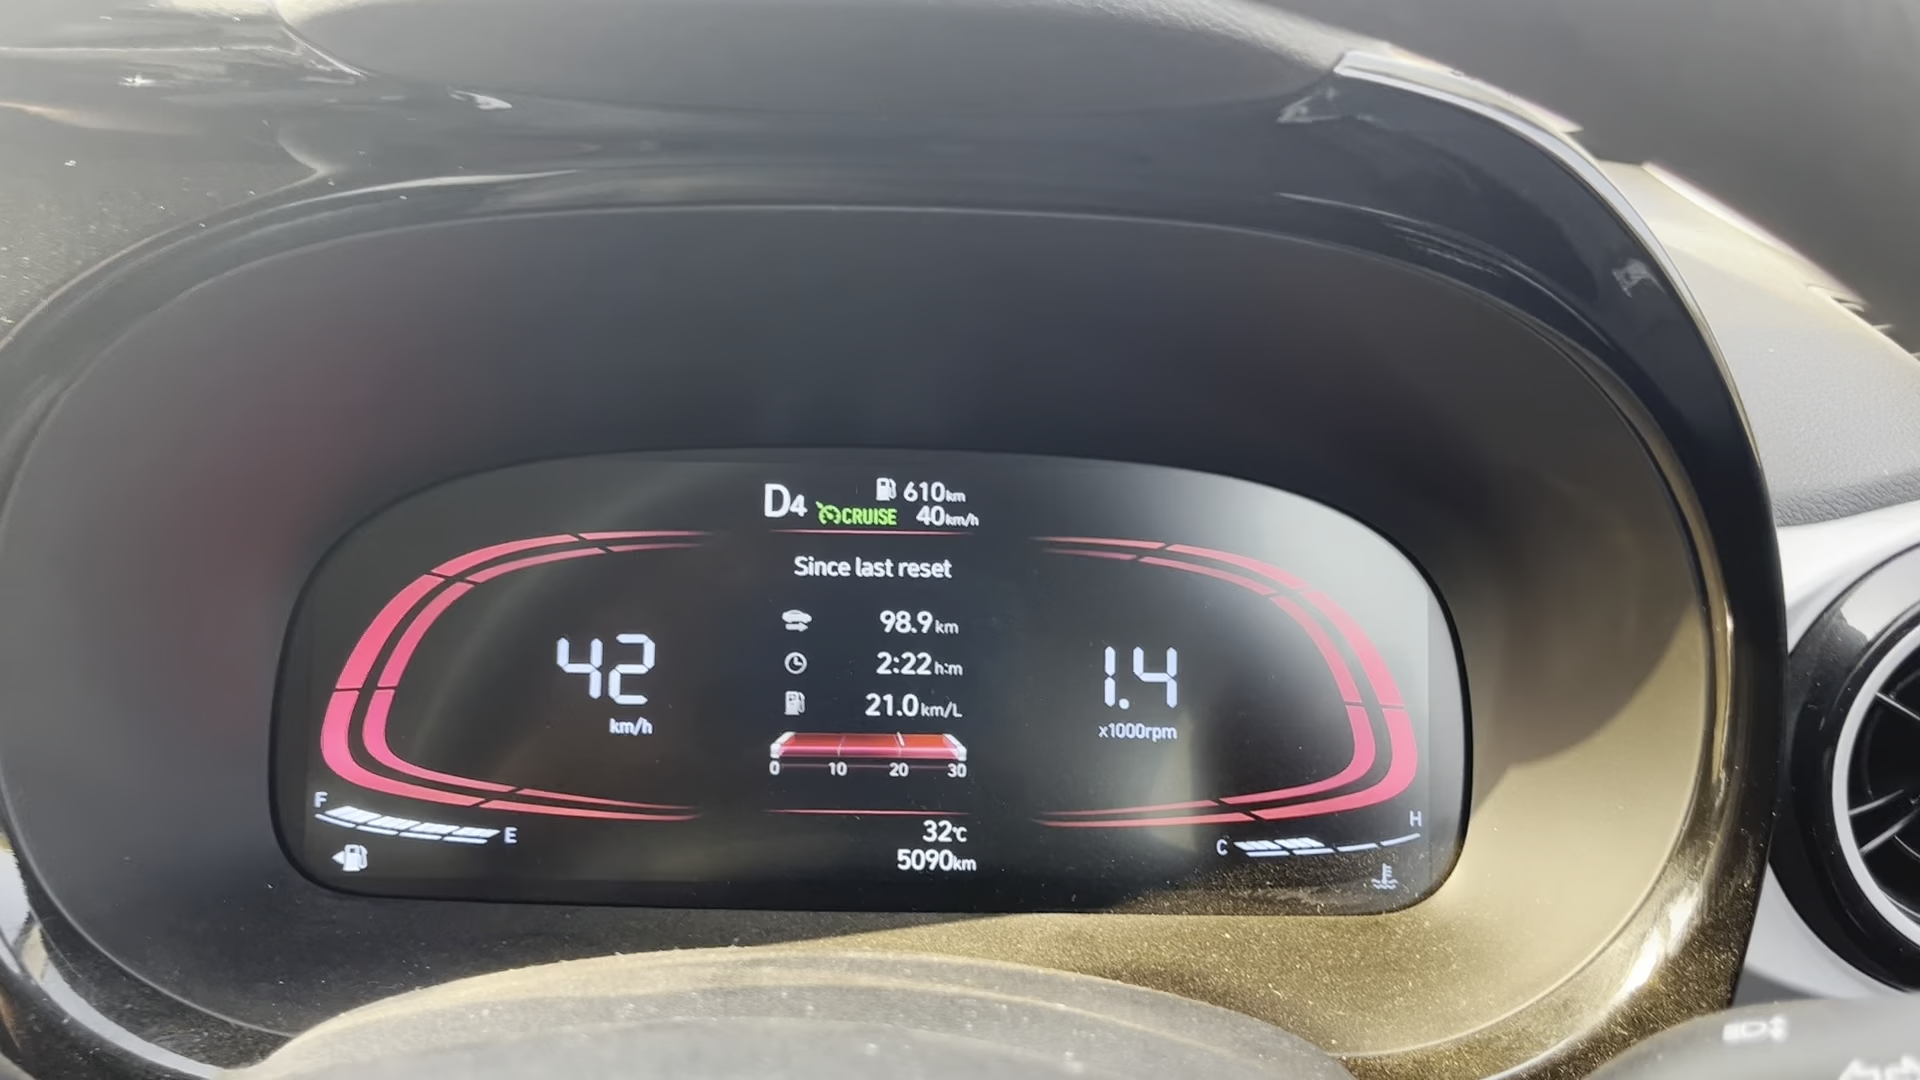 D4 610km
CRUISE 40km/h
Since last reset
98.9 km
2:22 h:m
21.0 km/L
0 10 20 30
42
km/h
1.4
x1000rpm
F E
C H
32℃
5090km